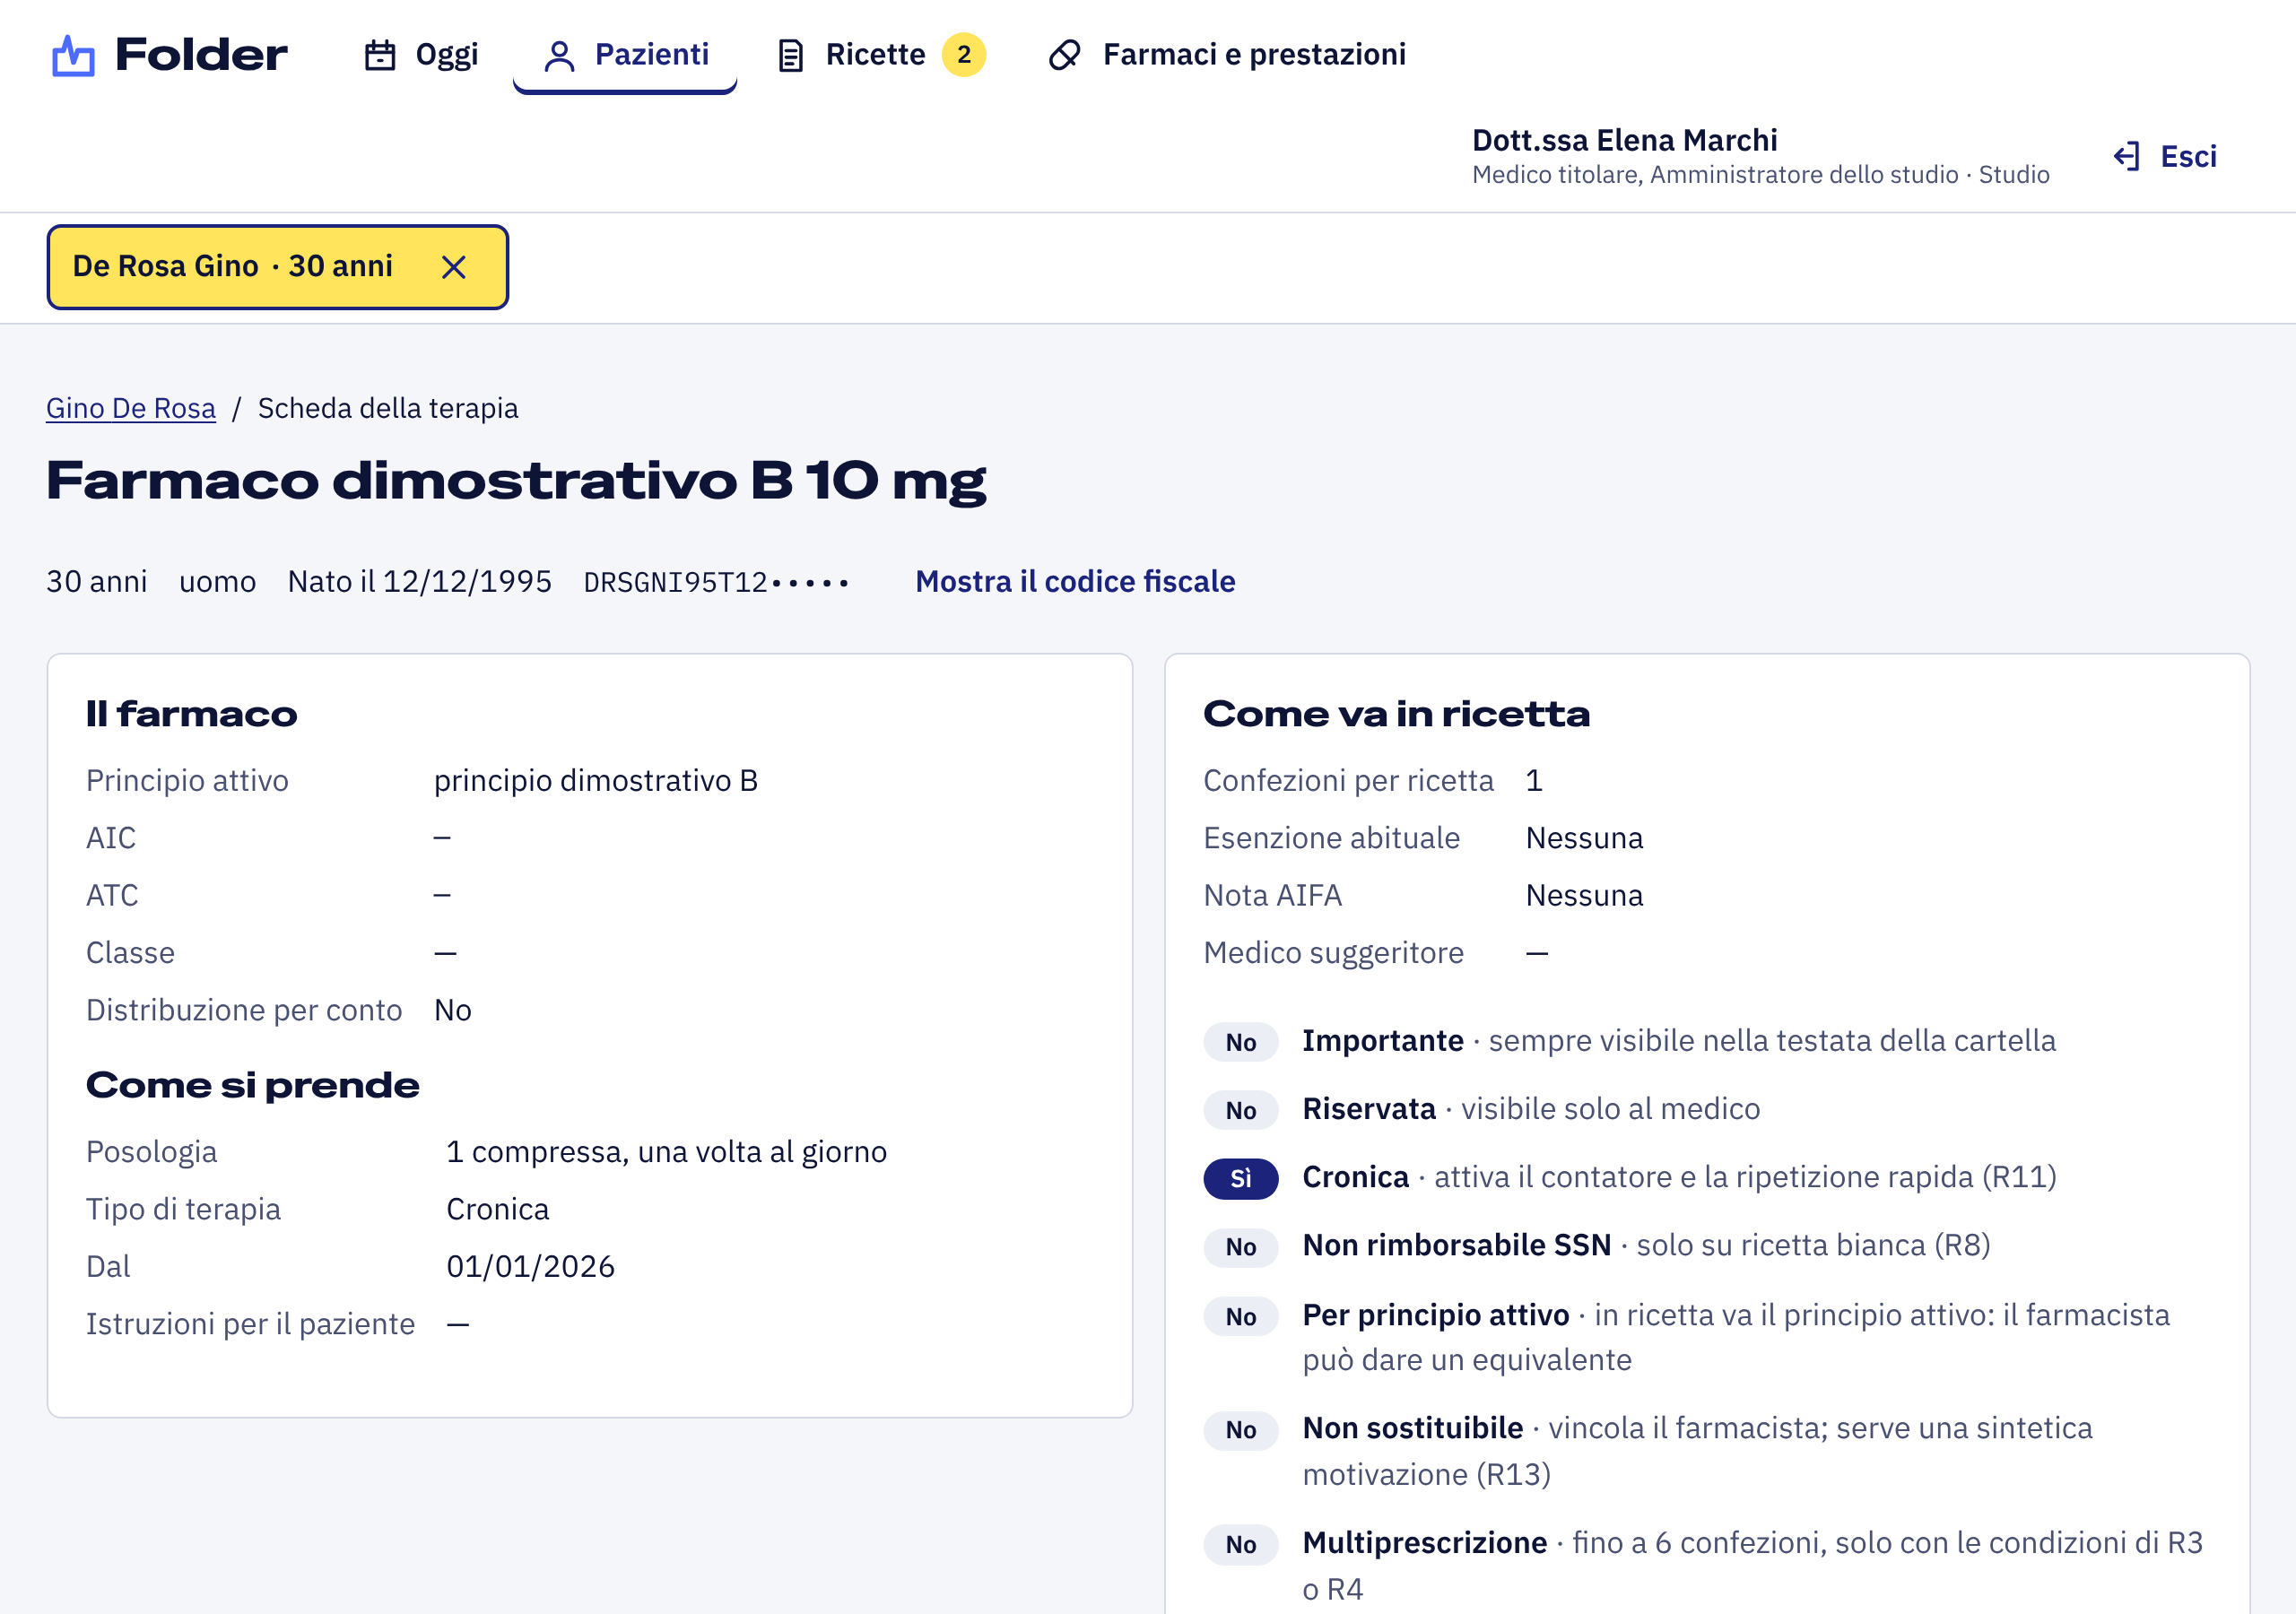 Folder
Oggi
Pazienti
Ricette 2
Farmaci e prestazioni
Dott.ssa Elena Marchi
Medico titolare, Amministratore dello studio · Studio
Esci
De Rosa Gino · 30 anni
Gino De Rosa / Scheda della terapia
Farmaco dimostrativo B 10 mg
30 anni uomo Nato il 12/12/1995 DRSGNI95T12••••• Mostra il codice fiscale
Il farmaco
Principio attivo principio dimostrativo B
AIC –
ATC –
Classe —
Distribuzione per conto No
Come si prende
Posologia 1 compressa, una volta al giorno
Tipo di terapia Cronica
Dal 01/01/2026
Istruzioni per il paziente —
Come va in ricetta
Confezioni per ricetta 1
Esenzione abituale Nessuna
Nota AIFA Nessuna
Medico suggeritore —
No Importante · sempre visibile nella testata della cartella
No Riservata · visibile solo al medico
Sì Cronica · attiva il contatore e la ripetizione rapida (R11)
No Non rimborsabile SSN · solo su ricetta bianca (R8)
No Per principio attivo · in ricetta va il principio attivo: il farmacista
può dare un equivalente
No Non sostituibile · vincola il farmacista; serve una sintetica
motivazione (R13)
No Multiprescrizione · fino a 6 confezioni, solo con le condizioni di R3
o R4